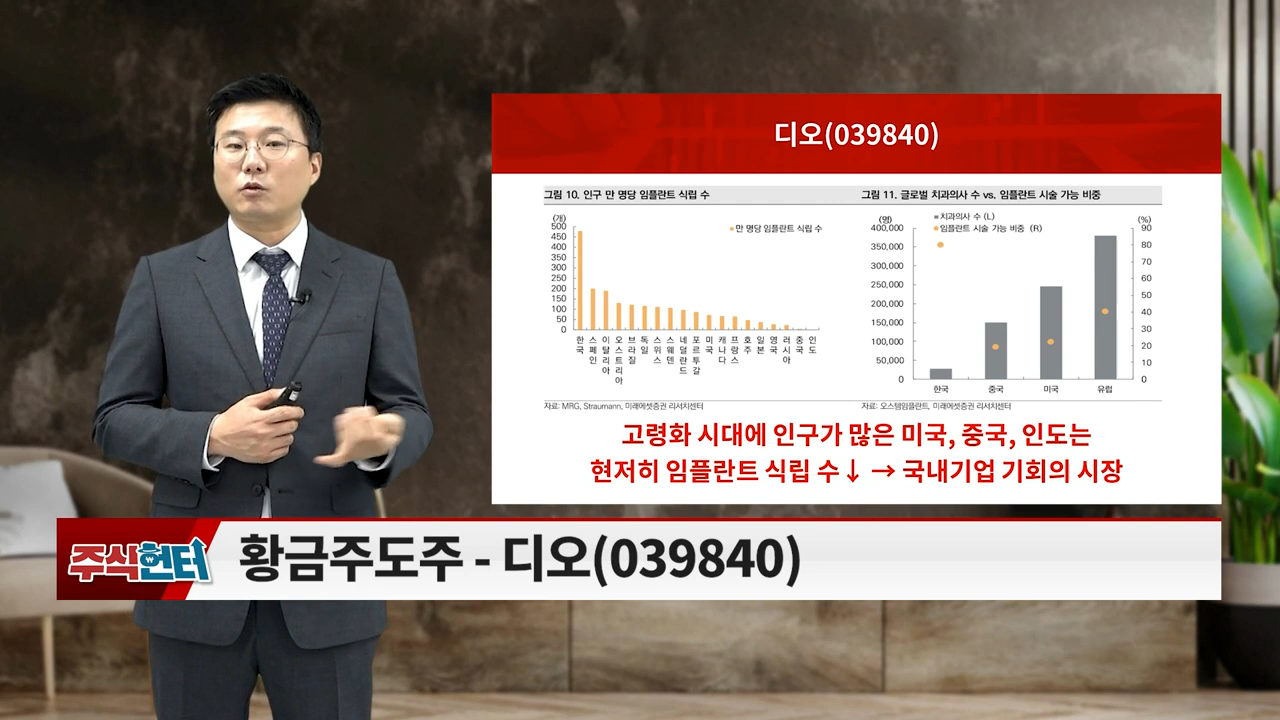 디오(039840)
그림 10. 인구 만 명당 임플란트 식립 수
(개)
만 명당 임플란트 식립 수
500
450
400
350
300
250
200
150
100
50
0
한국
스페인
이탈리아
오스트리아
브라질
독일
스위스
스웨덴
네덜란드
포르투갈
미국
캐나다
프랑스
호주
일본
영국
러시아
중국
인도
자료: MRG, Straumann, 미래에셋증권 리서치센터
그림 11. 글로벌 치과의사 수 vs. 임플란트 시술 가능 비중
(명)
치과의사 수 (L)
임플란트 시술 가능 비중 (R)
(%)
400,000
350,000
300,000
250,000
200,000
150,000
100,000
50,000
0
90
80
70
60
50
40
30
20
10
0
한국 중국 미국 유럽
자료: 오스템임플란트, 미래에셋증권 리서치센터
고령화 시대에 인구가 많은 미국, 중국, 인도는
현저히 임플란트 식립 수↓ → 국내기업 기회의 시장
주식헌터
황금주도주 - 디오(039840)